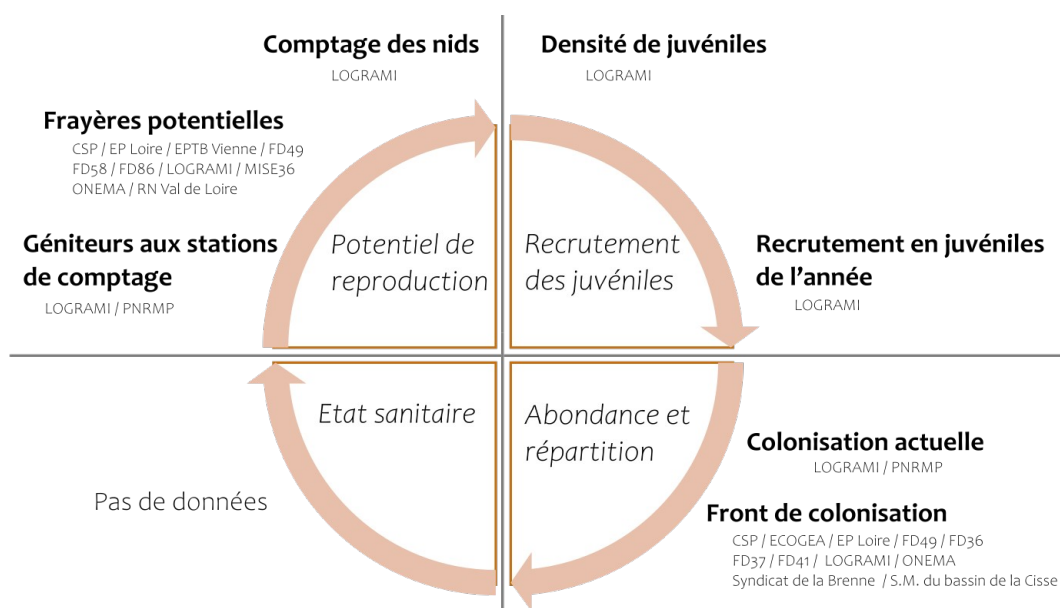 Comptage des nids
LOGRAMI
Frayères potentielles
CSP / EP Loire / EPTB Vienne / FD49
FD58 / FD86 / LOGRAMI / MISE36
ONEMA / RN Val de Loire
Géniteurs aux stations
de comptage
LOGRAMI / PNRMP
Potentiel de
reproduction
Densité de juvéniles
LOGRAMI
Recrutement
des juvéniles
Recrutement en juvéniles
de l'année
LOGRAMI
Etat sanitaire
Pas de données
Abondance et
répartition
Colonisation actuelle
LOGRAMI / PNRMP
Front de colonisation
CSP / ECOGEA / EP Loire / FD49 / FD36
FD37 / FD41 / LOGRAMI / ONEMA
Syndicat de la Brenne / S.M. du bassin de la Cisse